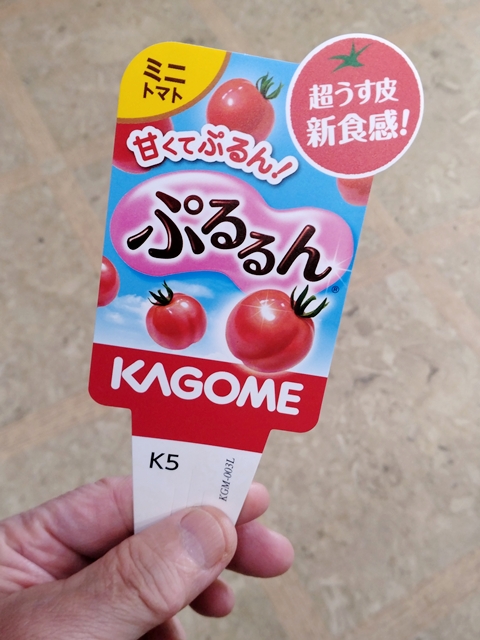 ミニ
トマト
超うす皮
新食感!
甘くてぷるん!
ぷるるん®
KAGOME
K5
KGM-003L